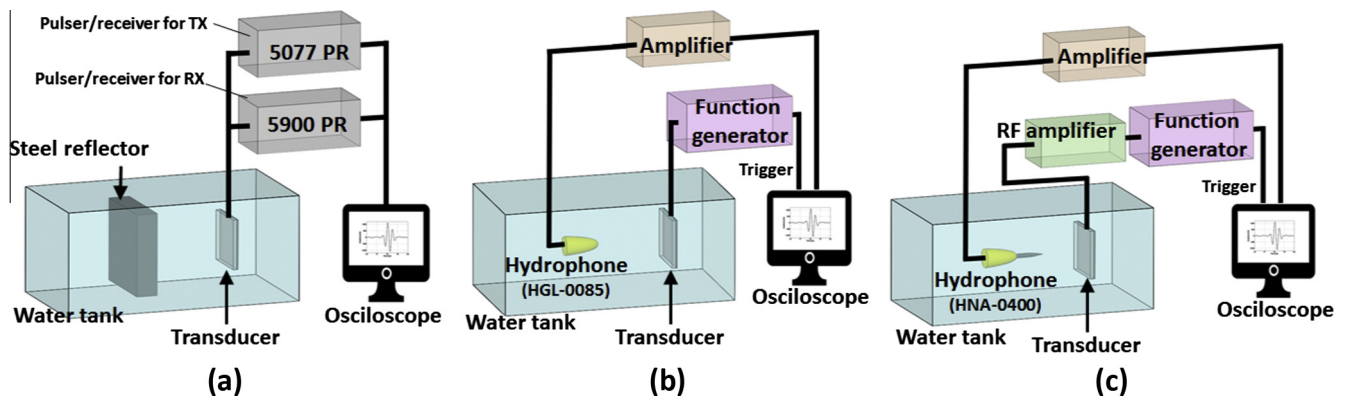 Pulser/receiver for TX
5077 PR
Pulser/receiver for RX
5900 PR
Steel reflector
Water tank
Transducer
Osciloscope
(a)
Amplifier
Function
generator
Trigger
Hydrophone
(HGL-0085)
Water tank
Transducer
Osciloscope
(b)
Amplifier
RF amplifier
Function
generator
Trigger
Hydrophone
(HNA-0400)
Water tank
Transducer
Osciloscope
(c)